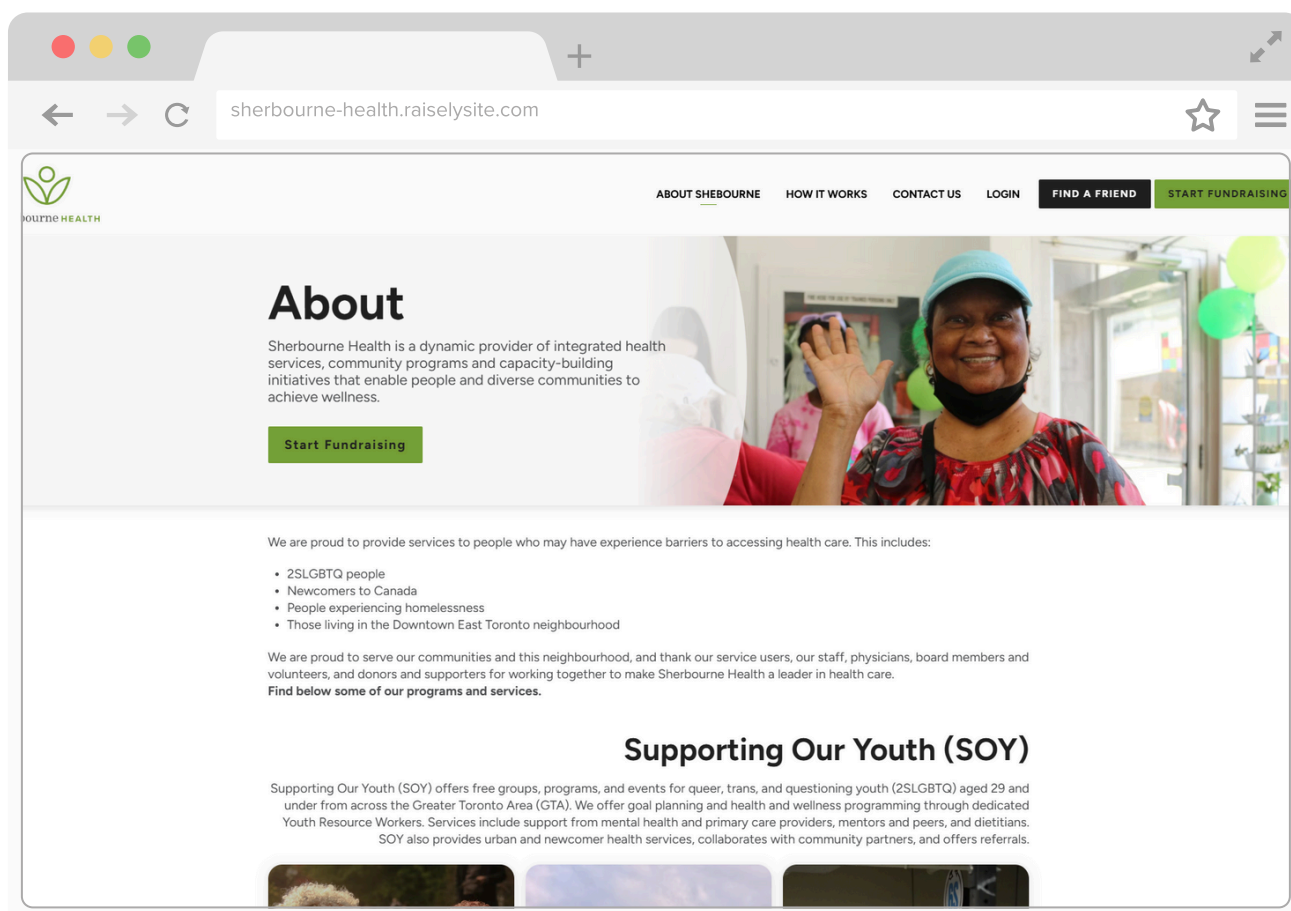 sherbourne-health.raiselysite.com
ourne HEALTH
ABOUT SHEBOURNE
HOW IT WORKS
CONTACT US
LOGIN
FIND A FRIEND
START FUNDRAISING
About
Sherbourne Health is a dynamic provider of integrated health
services, community programs and capacity-building
initiatives that enable people and diverse communities to
achieve wellness.
Start Fundraising
We are proud to provide services to people who may have experience barriers to accessing health care. This includes:
• 2SLGBTQ people
• Newcomers to Canada
• People experiencing homelessness
• Those living in the Downtown East Toronto neighbourhood
We are proud to serve our communities and this neighbourhood, and thank our service users, our staff, physicians, board members and
volunteers, and donors and supporters for working together to make Sherbourne Health a leader in health care.
Find below some of our programs and services.
Supporting Our Youth (SOY)
Supporting Our Youth (SOY) offers free groups, programs, and events for queer, trans, and questioning youth (2SLGBTQ) aged 29 and
under from across the Greater Toronto Area (GTA). We offer goal planning and health and wellness programming through dedicated
Youth Resource Workers. Services include support from mental health and primary care providers, mentors and peers, and dietitians.
SOY also provides urban and newcomer health services, collaborates with community partners, and offers referrals.